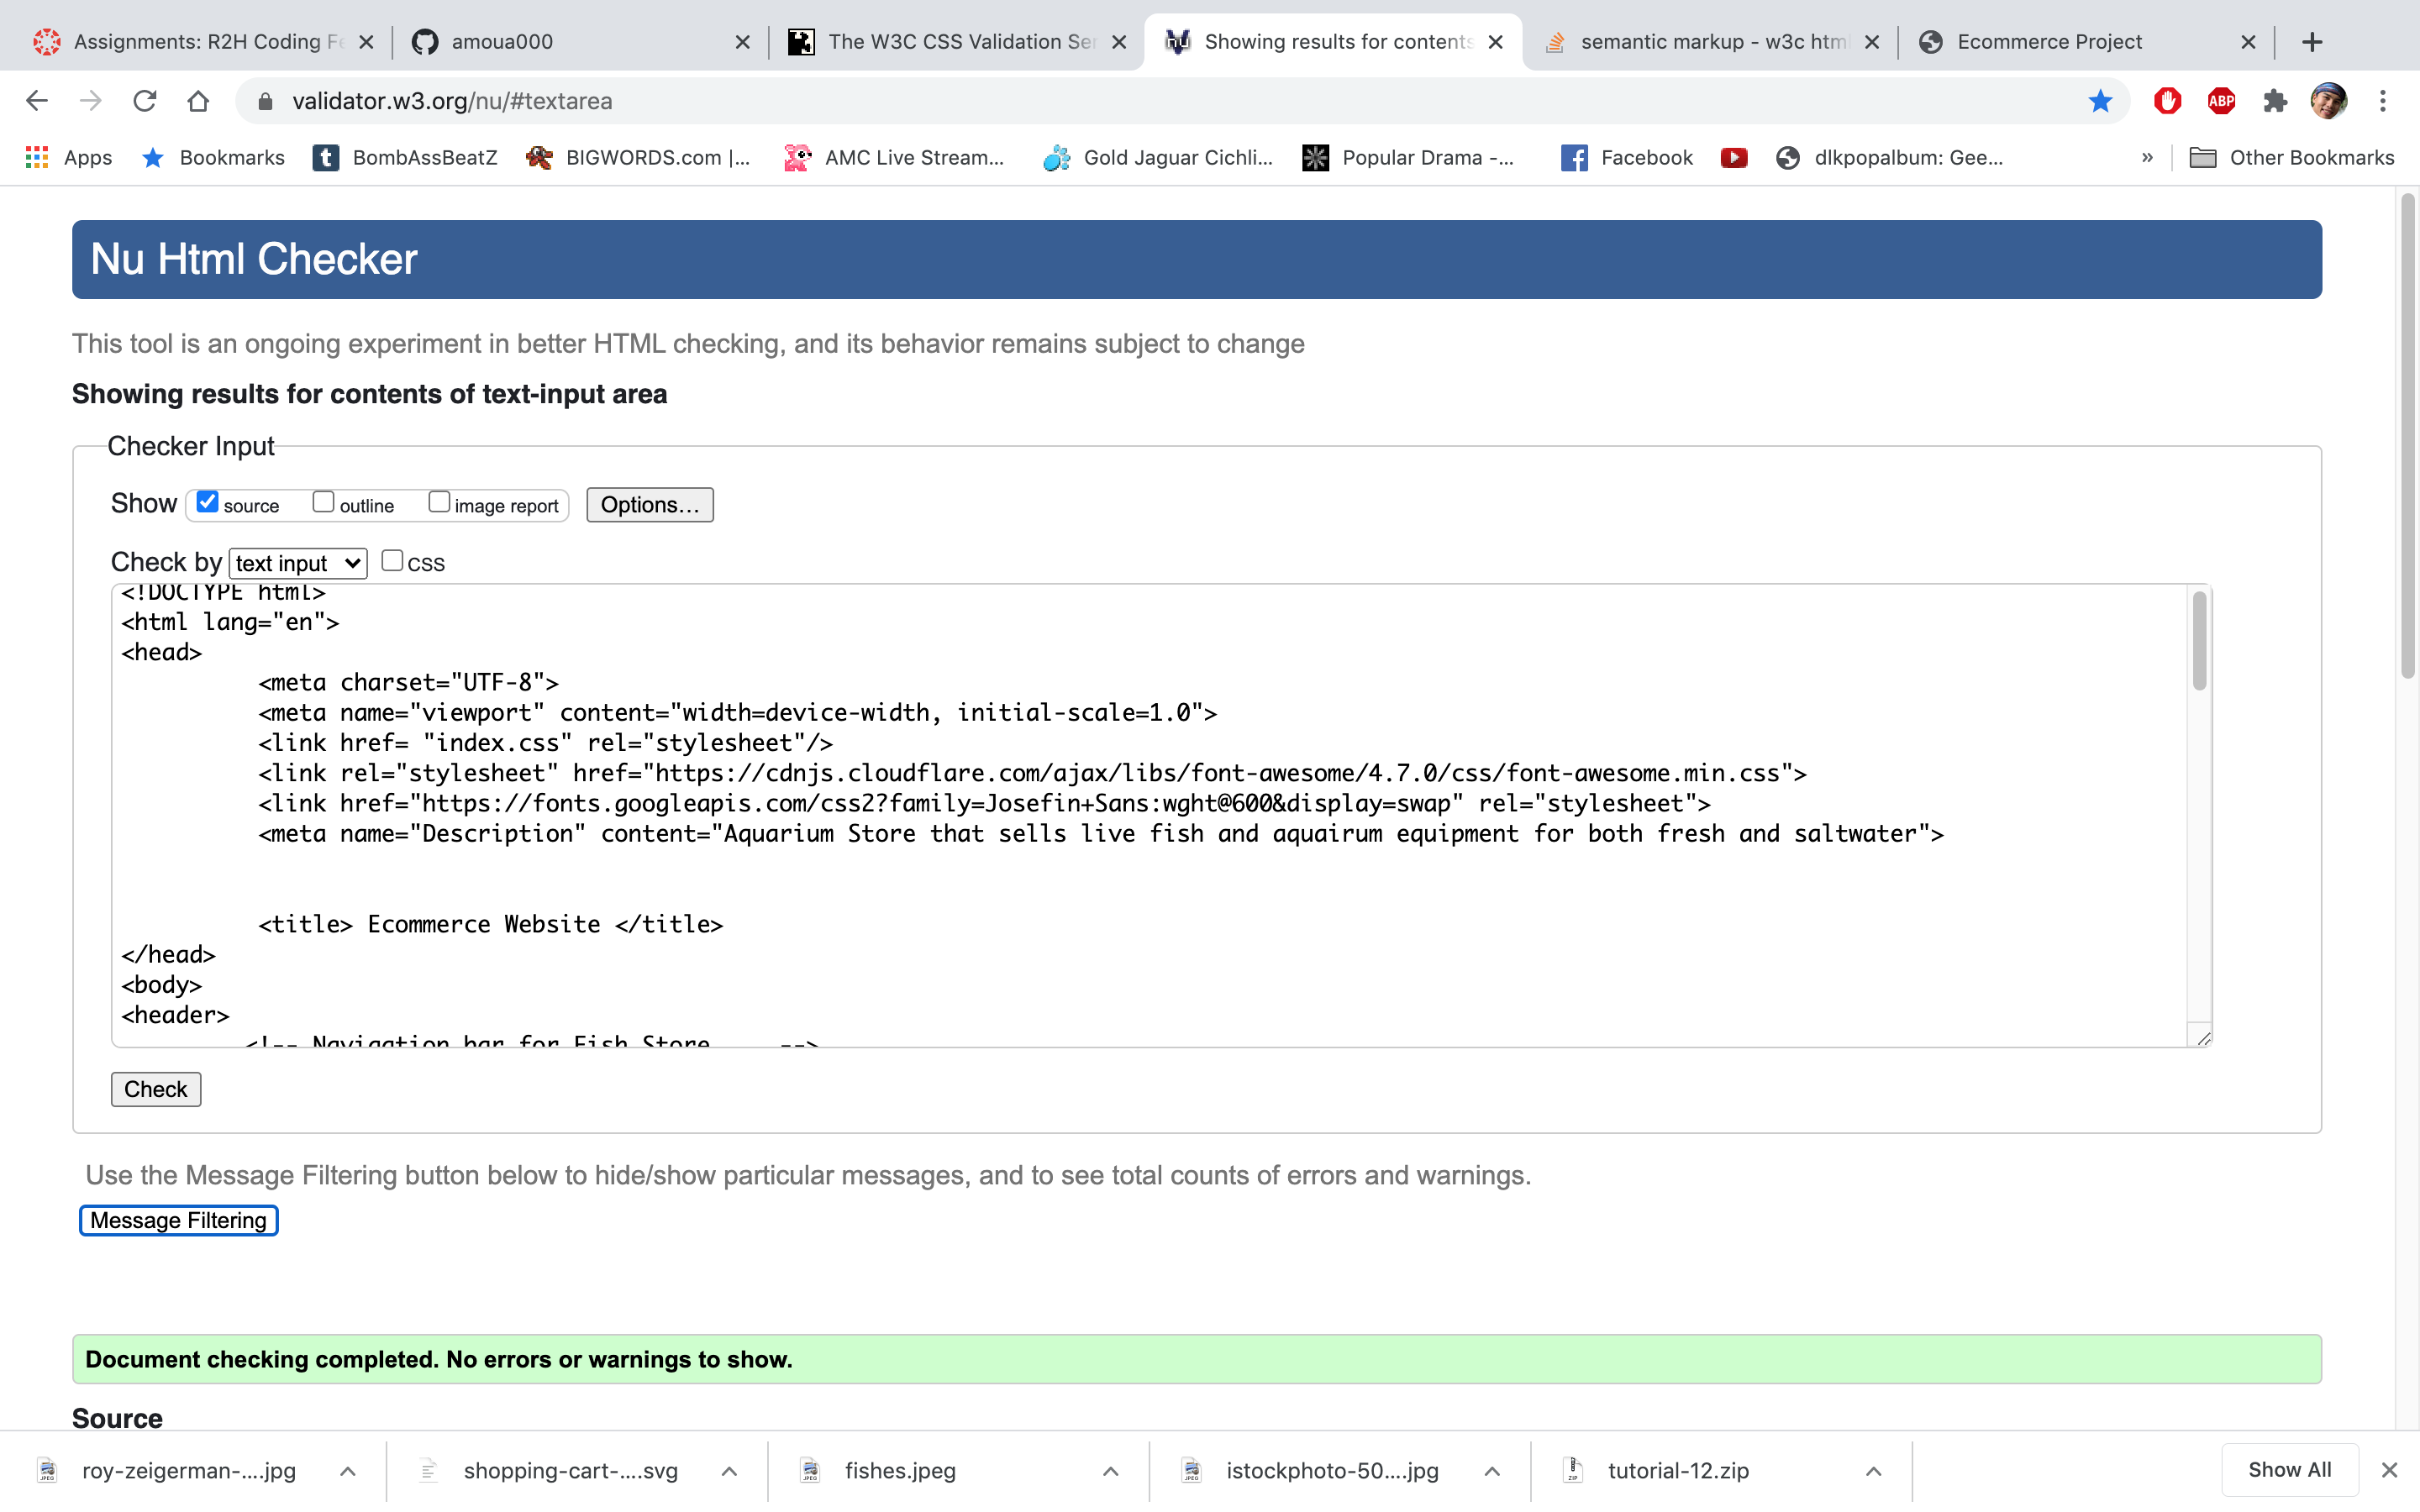 Assignments: R2H Coding Fe
amoua000
The W3C CSS Validation Ser
Showing results for contents
semantic markup - w3c html
Ecommerce Project
validator.w3.org/nu/#textarea
ABP
Apps
Bookmarks
BombAssBeatZ
BIGWORDS.com |...
AMC Live Stream...
Gold Jaguar Cichli...
Popular Drama -...
Facebook
dlkpopalbum: Gee...
»
Other Bookmarks
Nu Html Checker
This tool is an ongoing experiment in better HTML checking, and its behavior remains subject to change
Showing results for contents of text-input area
Checker Input
Show source outline image report Options...
Check by text input CSS
<!DOCTYPE html>
<html lang="en">
<head>
<meta charset="UTF-8">
<meta name="viewport" content="width=device-width, initial-scale=1.0">
<link href= "index.css" rel="stylesheet"/>
<link rel="stylesheet" href="https://cdnjs.cloudflare.com/ajax/libs/font-awesome/4.7.0/css/font-awesome.min.css">
<link href="https://fonts.googleapis.com/css2?family=Josefin+Sans:wght@600&display=swap" rel="stylesheet">
<meta name="Description" content="Aquarium Store that sells live fish and aquairum equipment for both fresh and saltwater">
<title> Ecommerce Website </title>
</head>
<body>
<header>
<!-- Navigation bar for Fish Store -->
Check
Use the Message Filtering button below to hide/show particular messages, and to see total counts of errors and warnings.
Message Filtering
Document checking completed. No errors or warnings to show.
Source
roy-zeigerman-....jpg
shopping-cart-....svg
fishes.jpeg
istockphoto-50....jpg
tutorial-12.zip
Show All